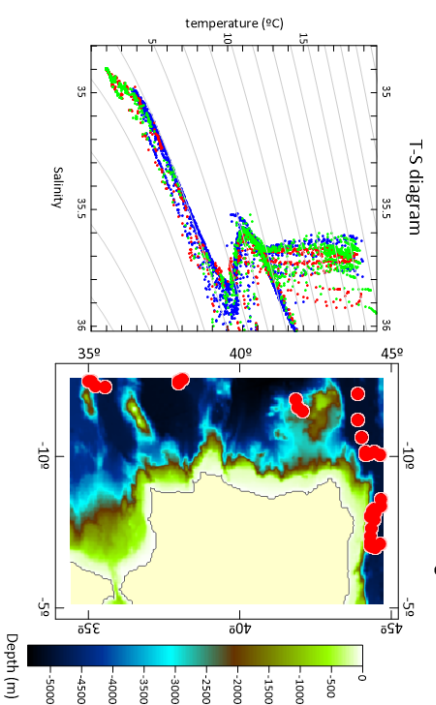 T-S diagram
temperature (ºC)
5
10
15
35
35
35.5
35.5
36
36
Salinity
35º
40º
45º
-10º
-10º
-5º
-5º
35º
40º
45º
Depth (m)
-5000
-4500
-4000
-3500
-3000
-2500
-2000
-1500
-1000
-500
0